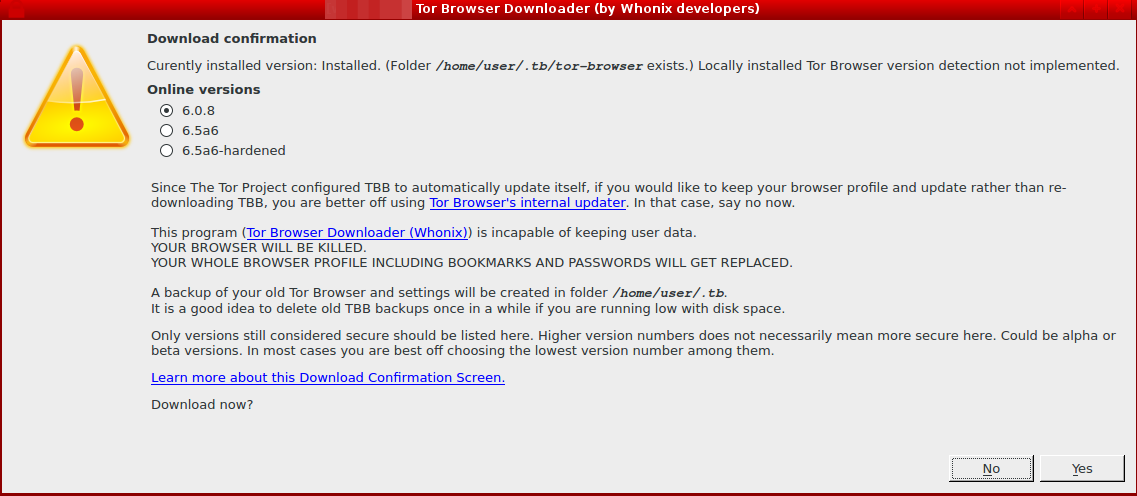 Tor Browser Downloader (by Whonix developers)
Download confirmation
Curently installed version: Installed. (Folder /home/user/.tb/tor-browser exists.) Locally installed Tor Browser version detection not implemented.
Online versions
6.0.8
6.5a6
6.5a6-hardened
Since The Tor Project configured TBB to automatically update itself, if you would like to keep your browser profile and update rather than re-
downloading TBB, you are better off using Tor Browser's internal updater. In that case, say no now.
This program (Tor Browser Downloader (Whonix)) is incapable of keeping user data.
YOUR BROWSER WILL BE KILLED.
YOUR WHOLE BROWSER PROFILE INCLUDING BOOKMARKS AND PASSWORDS WILL GET REPLACED.
A backup of your old Tor Browser and settings will be created in folder /home/user/.tb.
It is a good idea to delete old TBB backups once in a while if you are running low with disk space.
Only versions still considered secure should be listed here. Higher version numbers does not necessarily mean more secure here. Could be alpha or
beta versions. In most cases you are best off choosing the lowest version number among them.
Learn more about this Download Confirmation Screen.
Download now?
No Yes